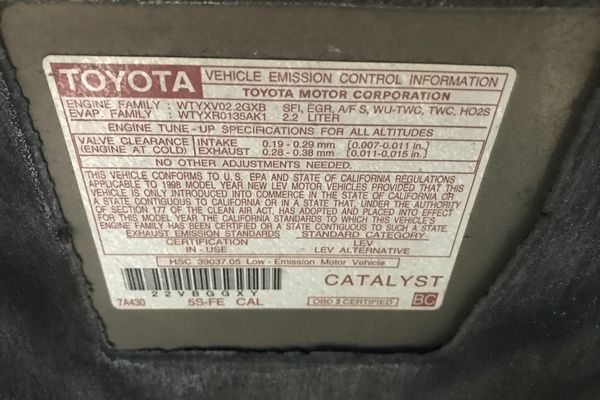 TOYOTA VEHICLE EMISSION CONTROL INFORMATION
TOYOTA MOTOR CORPORATION
ENGINE FAMILY : WTYXV02.2GXB SFI, EGR, A/F S, WU-TWC, TWC, HO2S
EVAP. FAMILY : WTYXR0135AK1 2.2 LITER
ENGINE TUNE - UP SPECIFICATIONS FOR ALL ALTITUDES
VALVE CLEARANCE INTAKE 0.19 - 0.29 mm (0.007-0.011 in.)
(ENGINE AT COLD) EXHAUST 0.28 - 0.38 mm (0.011-0.015 in.)
NO OTHER ADJUSTMENTS NEEDED.
THIS VEHICLE CONFORMS TO U.S. EPA AND STATE OF CALIFORNIA REGULATIONS
APPLICABLE TO 1998 MODEL YEAR NEW LEV MOTOR VEHICLES PROVIDED THAT THIS
VEHICLE IS ONLY INTRODUCED INTO COMMERCE IN THE STATE OF CALIFORNIA OR
A STATE CONTIGUOUS TO CALIFORNIA OR IN A STATE THAT, UNDER THE AUTHORITY
OF SECTION 177 OF THE CLEAN AIR ACT, HAS ADOPTED AND PLACED INTO EFFECT
FOR THIS MODEL YEAR THE CALIFORNIA STANDARDS TO WHICH THIS VEHICLE'S
ENGINE FAMILY HAS BEEN CERTIFIED OR A STATE CONTIGUOUS TO SUCH A STATE.
EXHAUST EMISSION STANDARDS STANDARD CATEGORY
CERTIFICATION LEV
IN - USE LEV ALTERNATIVE
HSC 39037.05 Low - Emission Motor Vehicle
22VBGGXY CATALYST
7A430 5S-FE CAL OBD II CERTIFIED BC